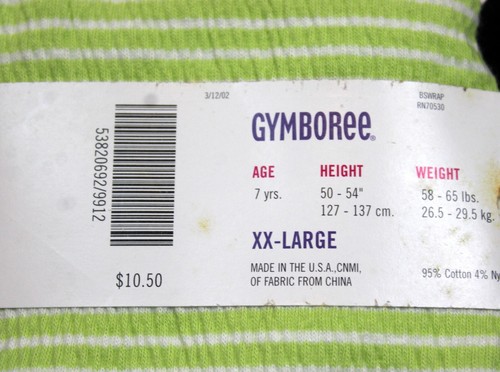 3/12/02
BSWRAP
RN70530
GYMBOREE
53820692/9912
AGE HEIGHT WEIGHT
7 yrs. 50 - 54" 58 - 65 lbs.
127 - 137 cm. 26.5 - 29.5 kg.
XX-LARGE
MADE IN THE U.S.A.,CNMI,
OF FABRIC FROM CHINA
95% Cotton 4% Ny
$10.50